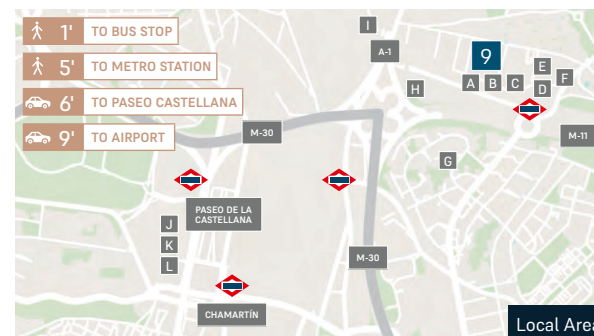 1' TO BUS STOP
5' TO METRO STATION
6' TO PASEO CASTELLANA
9' TO AIRPORT
I
A-1
9
E
F
A B C D
H
M-30
M-11
G
PASEO DE LA
CASTELLANA
J
K
L
M-30
CHAMARTÍN
Local Area